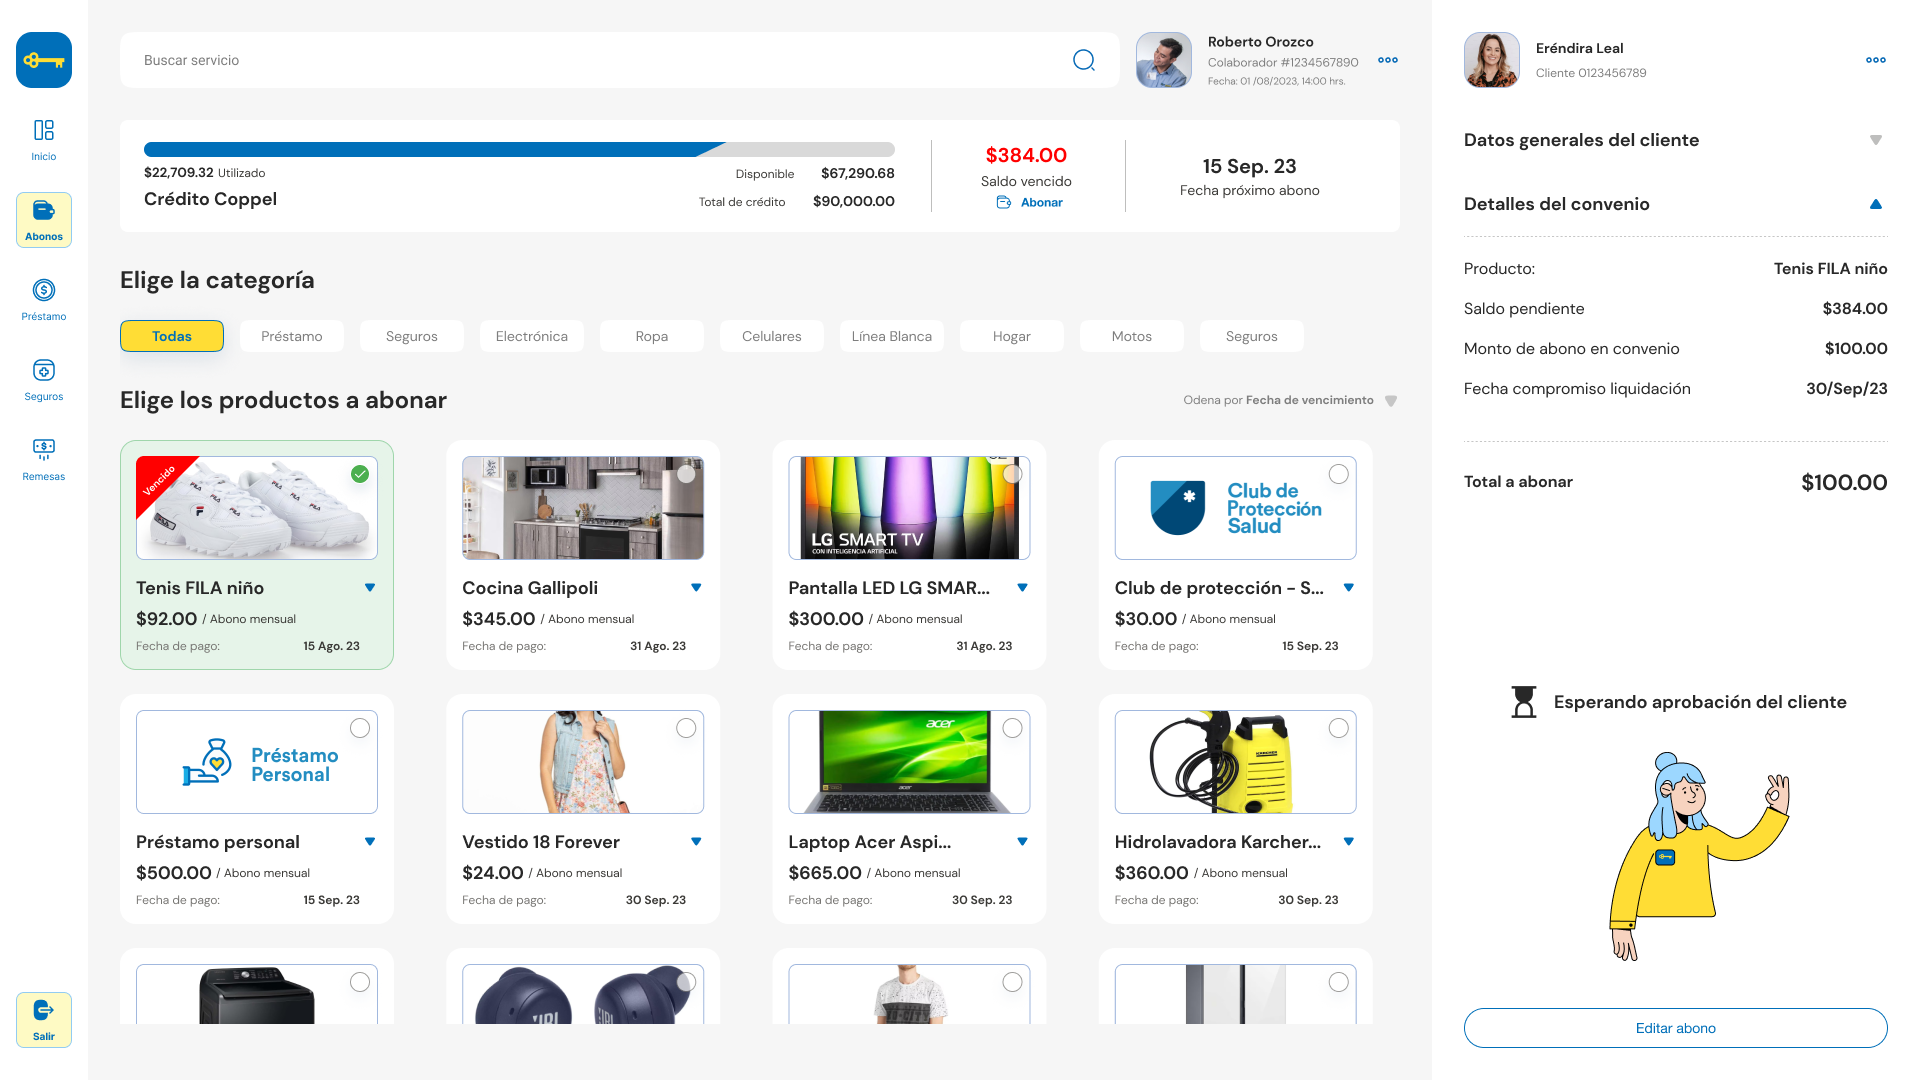 Inicio
Abonos
Préstamo
Seguros
Remesas
Salir
Buscar servicio
Roberto Orozco
Colaborador #1234567890
Fecha: 01 /08/2023, 14:00 hrs.
$22,709.32 Utilizado
Disponible $67,290.68
Crédito Coppel
Total de crédito $90,000.00
$384.00
Saldo vencido
Abonar
15 Sep. 23
Fecha próximo abono
Elige la categoría
Todas
Préstamo
Seguros
Electrónica
Ropa
Celulares
Línea Blanca
Hogar
Motos
Seguros
Elige los productos a abonar
Odena por Fecha de vencimiento
Vencido
FILA
Tenis FILA niño
$92.00 / Abono mensual
Fecha de pago: 15 Ago. 23
Cocina Gallipoli
$345.00 / Abono mensual
Fecha de pago: 31 Ago. 23
LG SMART TV
CON INTELIGENCIA ARTIFICIAL
Pantalla LED LG SMAR...
$300.00 / Abono mensual
Fecha de pago: 31 Ago. 23
Club de
Protección
Salud
Club de protección - S...
$30.00 / Abono mensual
Fecha de pago: 15 Sep. 23
Préstamo
Personal
Préstamo personal
$500.00 / Abono mensual
Fecha de pago: 15 Sep. 23
Vestido 18 Forever
$24.00 / Abono mensual
Fecha de pago: 30 Sep. 23
acer
acer
Laptop Acer Aspi...
$665.00 / Abono mensual
Fecha de pago: 30 Sep. 23
KARCHER
Hidrolavadora Karcher...
$360.00 / Abono mensual
Fecha de pago: 30 Sep. 23
JBL
Eréndira Leal
Cliente 0123456789
Datos generales del cliente
Detalles del convenio
Producto: Tenis FILA niño
Saldo pendiente $384.00
Monto de abono en convenio $100.00
Fecha compromiso liquidación 30/Sep/23
Total a abonar $100.00
Esperando aprobación del cliente
Editar abono